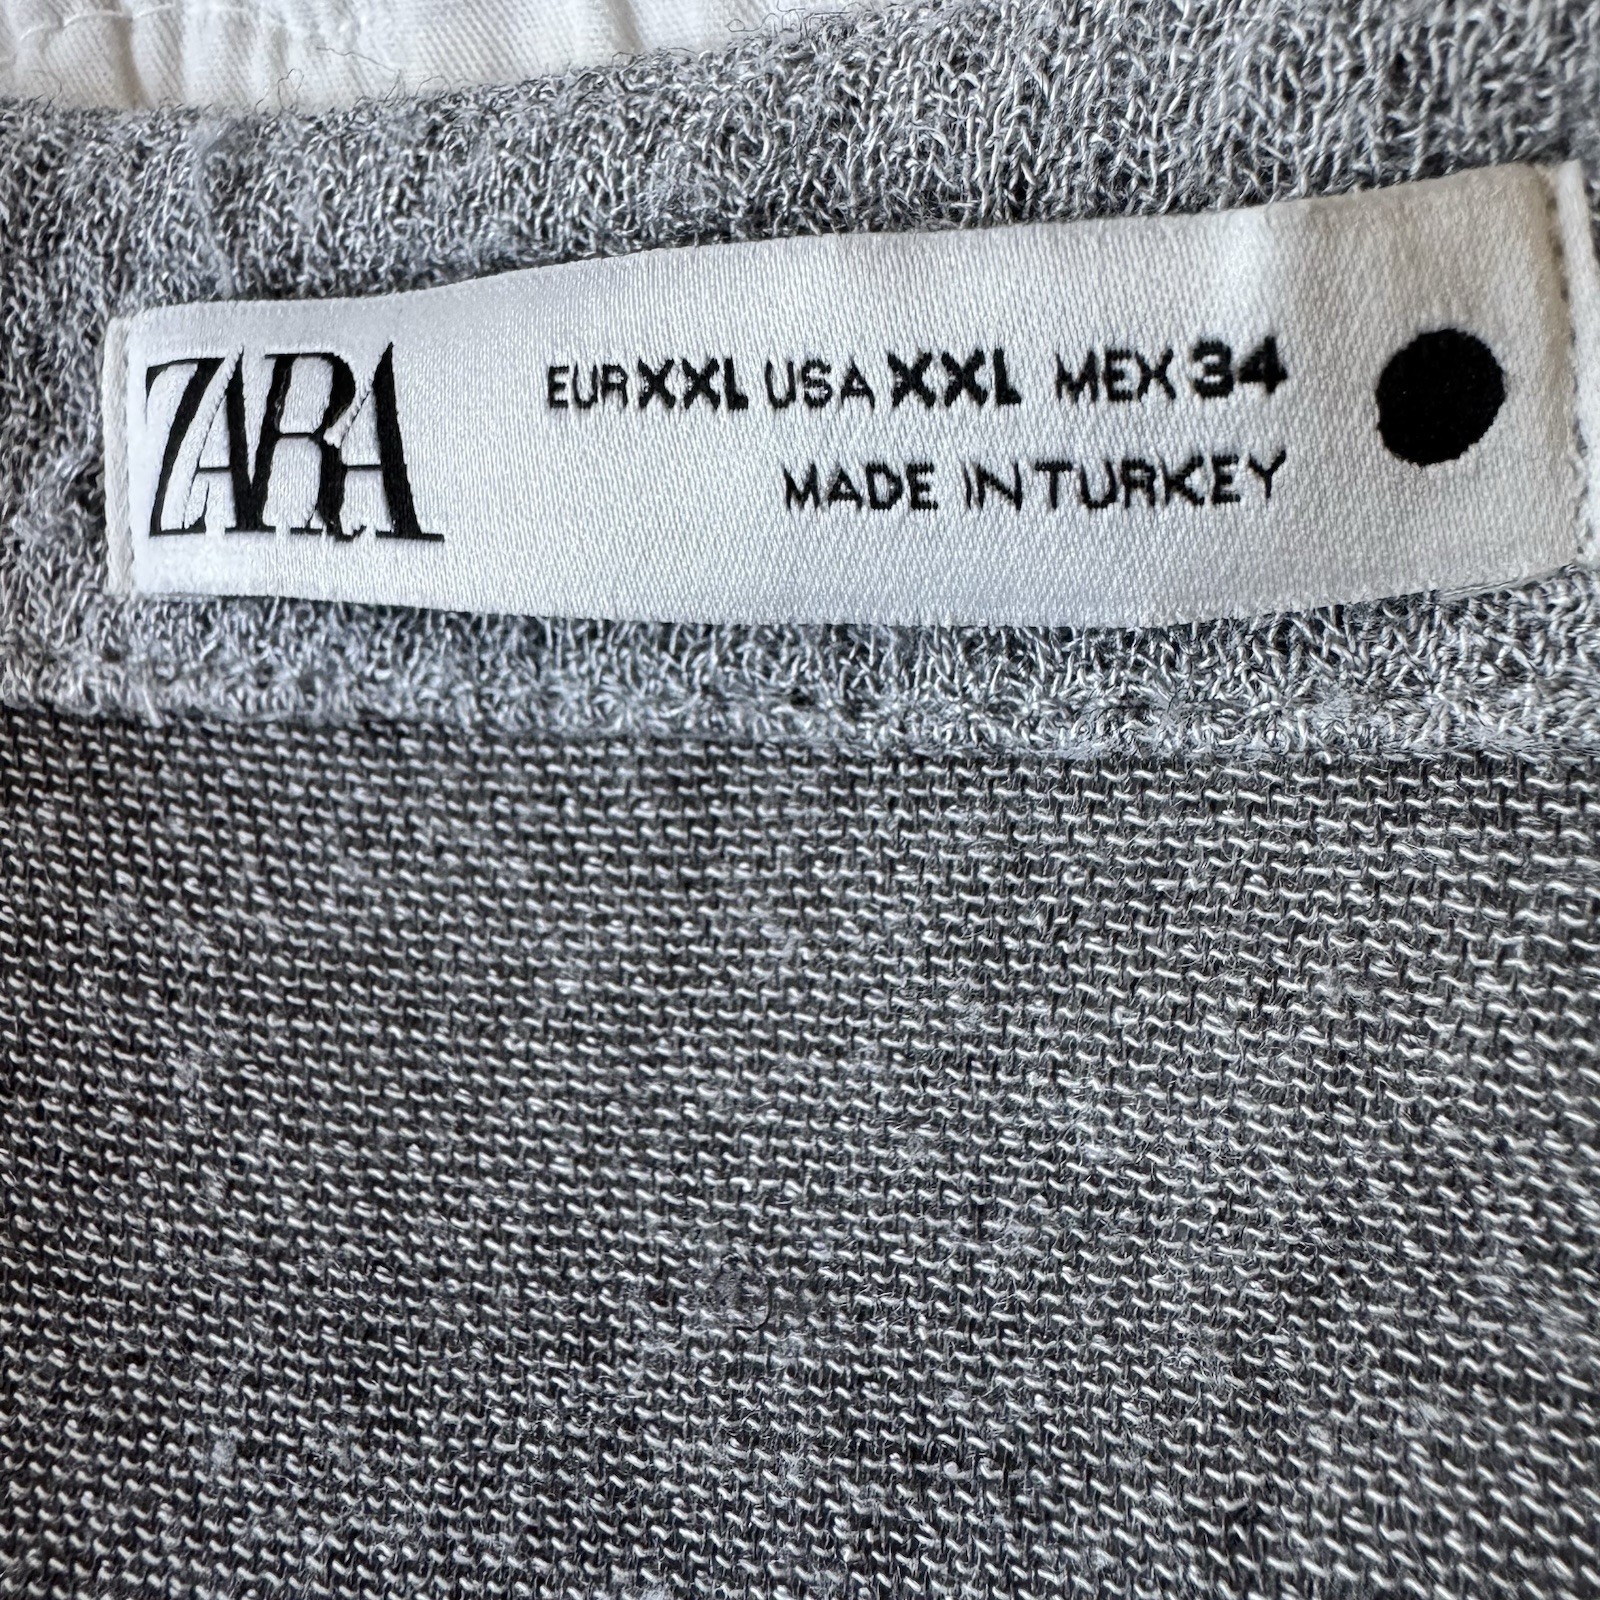 ZARA
EUR XXL USA XXL MEX 34
MADE IN TURKEY